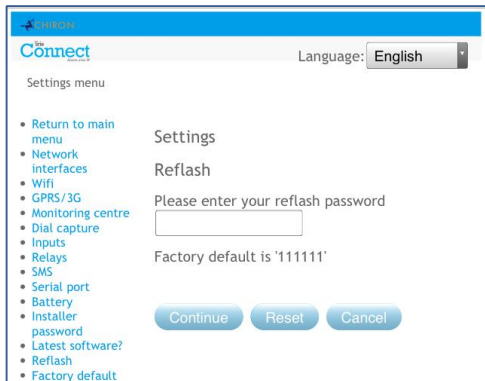 CHIRON
iris
Connect
Language: English
Settings menu
• Return to main
menu
• Network
interfaces
• Wifi
• GPRS/3G
• Monitoring centre
• Dial capture
• Inputs
• Relays
• SMS
• Serial port
• Battery
• Installer
password
• Latest software?
• Reflash
• Factory default
Settings
Reflash
Please enter your reflash password
Factory default is '111111'
Continue Reset Cancel